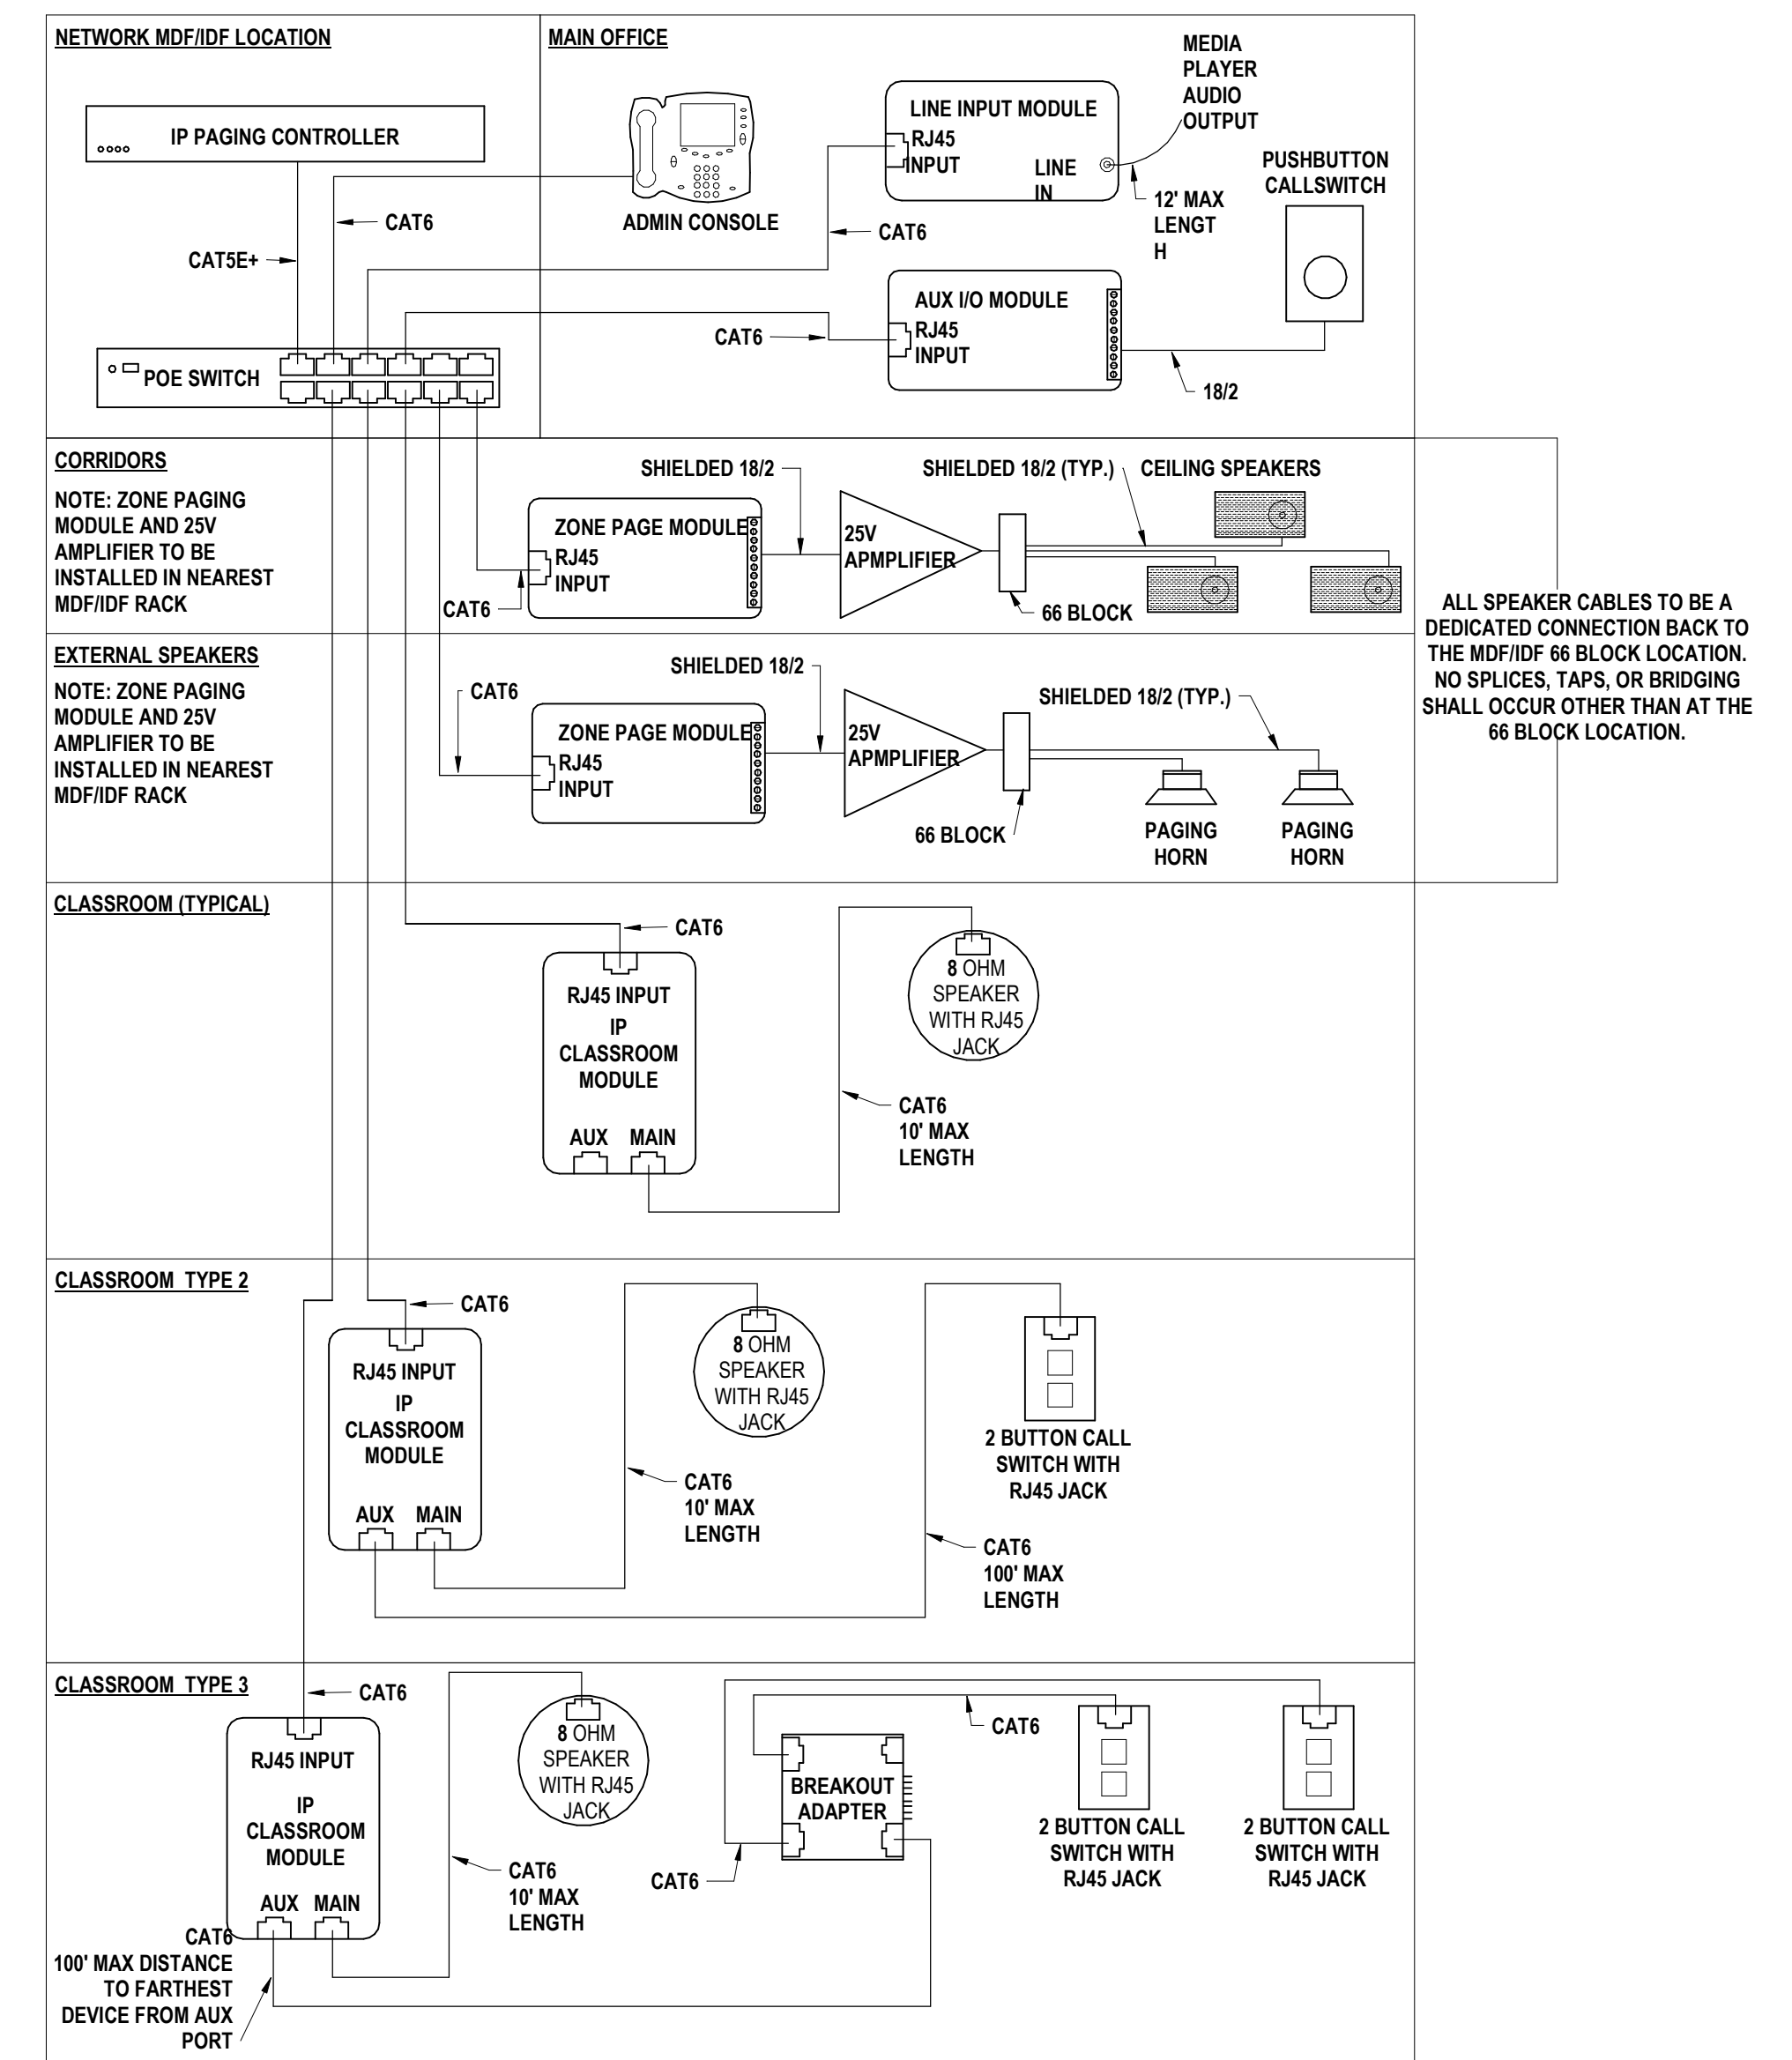 NETWORK MDF/IDF LOCATION
IP PAGING CONTROLLER
CAT6
CAT5E+
POE SWITCH
MAIN OFFICE
ADMIN CONSOLE
LINE INPUT MODULE
RJ45
INPUT
LINE
IN
MEDIA
PLAYER
AUDIO
OUTPUT
12' MAX
LENGT
H
CAT6
PUSHBUTTON
CALLSWITCH
AUX I/O MODULE
RJ45
INPUT
CAT6
18/2
CORRIDORS
NOTE: ZONE PAGING
MODULE AND 25V
AMPLIFIER TO BE
INSTALLED IN NEAREST
MDF/IDF RACK
SHIELDED 18/2
SHIELDED 18/2 (TYP.)
CEILING SPEAKERS
ZONE PAGE MODULE
RJ45
INPUT
CAT6
25V
APMPLIFIER
66 BLOCK
ALL SPEAKER CABLES TO BE A
DEDICATED CONNECTION BACK TO
THE MDF/IDF 66 BLOCK LOCATION.
NO SPLICES, TAPS, OR BRIDGING
SHALL OCCUR OTHER THAN AT THE
66 BLOCK LOCATION.
EXTERNAL SPEAKERS
NOTE: ZONE PAGING
MODULE AND 25V
AMPLIFIER TO BE
INSTALLED IN NEAREST
MDF/IDF RACK
SHIELDED 18/2
CAT6
SHIELDED 18/2 (TYP.)
ZONE PAGE MODULE
RJ45
INPUT
25V
APMPLIFIER
66 BLOCK
PAGING
HORN
PAGING
HORN
CLASSROOM (TYPICAL)
CAT6
RJ45 INPUT
IP
CLASSROOM
MODULE
AUX MAIN
8 OHM
SPEAKER
WITH RJ45
JACK
CAT6
10' MAX
LENGTH
CLASSROOM TYPE 2
CAT6
RJ45 INPUT
IP
CLASSROOM
MODULE
AUX MAIN
8 OHM
SPEAKER
WITH RJ45
JACK
CAT6
10' MAX
LENGTH
2 BUTTON CALL
SWITCH WITH
RJ45 JACK
CAT6
100' MAX
LENGTH
CLASSROOM TYPE 3
CAT6
RJ45 INPUT
IP
CLASSROOM
MODULE
AUX MAIN
CAT6
100' MAX DISTANCE
TO FARTHEST
DEVICE FROM AUX
PORT
8 OHM
SPEAKER
WITH RJ45
JACK
CAT6
10' MAX
LENGTH
BREAKOUT
ADAPTER
CAT6
CAT6
2 BUTTON CALL
SWITCH WITH
RJ45 JACK
2 BUTTON CALL
SWITCH WITH
RJ45 JACK